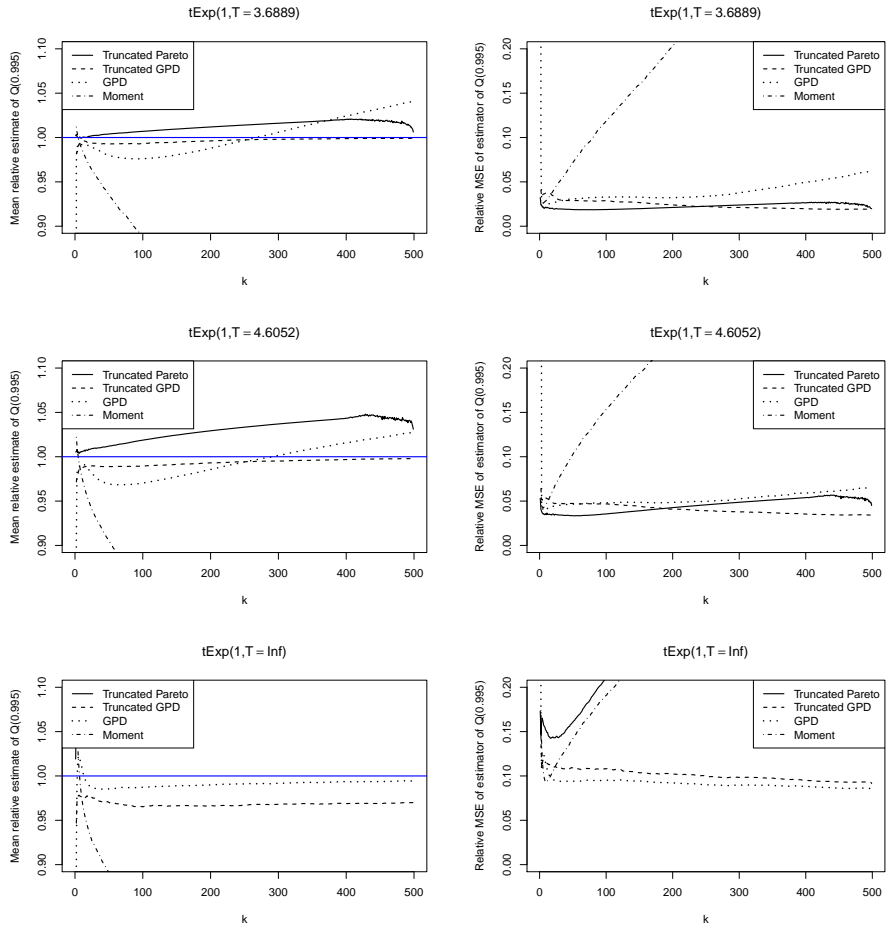 tExp(1,T = 3.6889)
Mean relative estimate of Q(0.995)
0.90 0.95 1.00 1.05 1.10
Truncated Pareto
Truncated GPD
GPD
Moment
0 100 200 300 400 500
k
tExp(1,T = 3.6889)
Relative MSE of estimator of Q(0.995)
0.00 0.05 0.10 0.15 0.20
Truncated Pareto
Truncated GPD
GPD
Moment
0 100 200 300 400 500
k
tExp(1,T = 4.6052)
Mean relative estimate of Q(0.995)
0.90 0.95 1.00 1.05 1.10
Truncated Pareto
Truncated GPD
GPD
Moment
0 100 200 300 400 500
k
tExp(1,T = 4.6052)
Relative MSE of estimator of Q(0.995)
0.00 0.05 0.10 0.15 0.20
Truncated Pareto
Truncated GPD
GPD
Moment
0 100 200 300 400 500
k
tExp(1,T = Inf)
Mean relative estimate of Q(0.995)
0.90 0.95 1.00 1.05 1.10
Truncated Pareto
Truncated GPD
GPD
Moment
0 100 200 300 400 500
k
tExp(1,T = Inf)
Relative MSE of estimator of Q(0.995)
0.00 0.05 0.10 0.15 0.20
Truncated Pareto
Truncated GPD
GPD
Moment
0 100 200 300 400 500
k